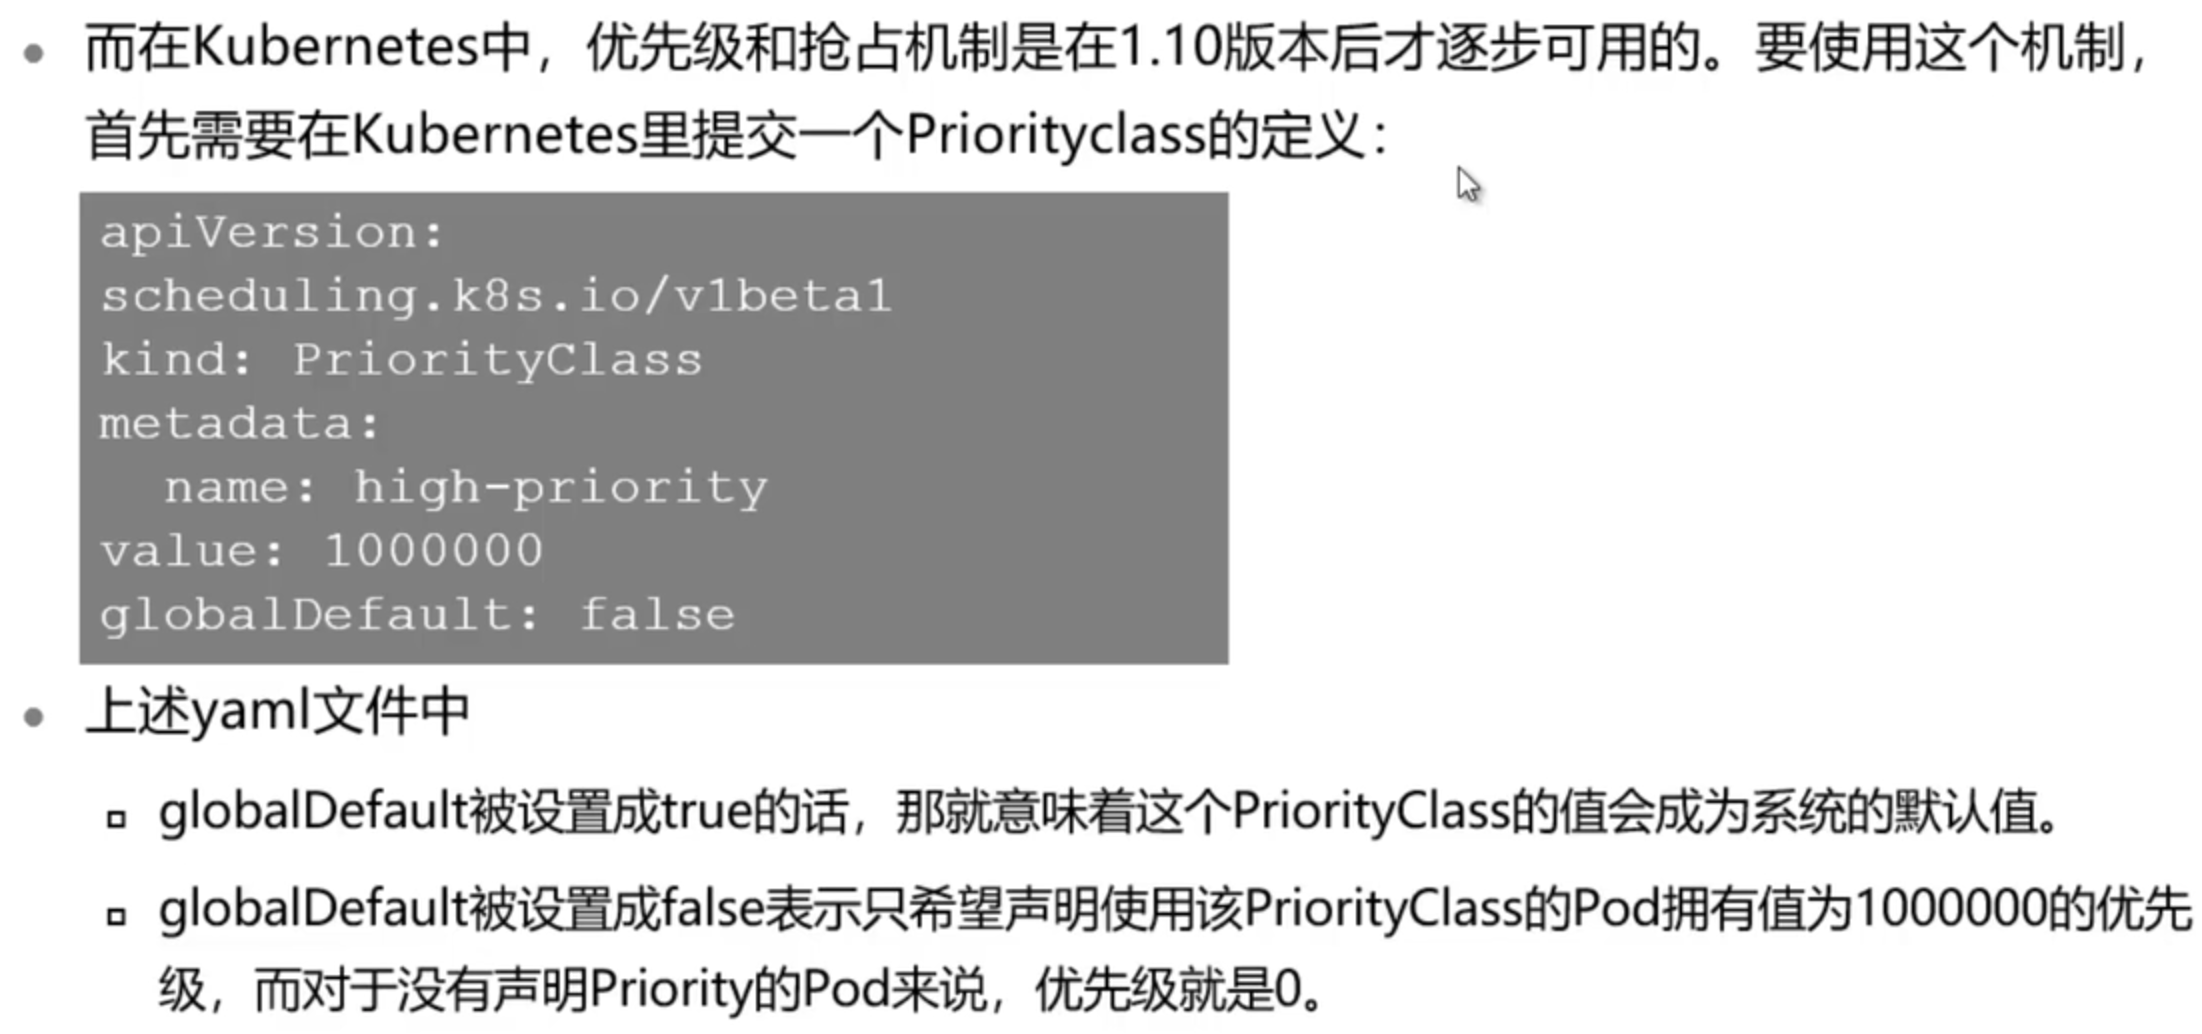 而在Kubernetes中，优先级和抢占机制是在1.10版本后才逐步可用的。要使用这个机制，
首先需要在Kubernetes里提交一个Priorityclass的定义：
apiVersion:
scheduling.k8s.io/v1beta1
kind: PriorityClass
metadata:
  name: high-priority
value: 1000000
globalDefault: false
上述yaml文件中
globalDefault被设置成true的话，那就意味着这个PriorityClass的值会成为系统的默认值。
globalDefault被设置成false表示只希望声明使用该PriorityClass的Pod拥有值为1000000的优先
级，而对于没有声明Priority的Pod来说，优先级就是0。